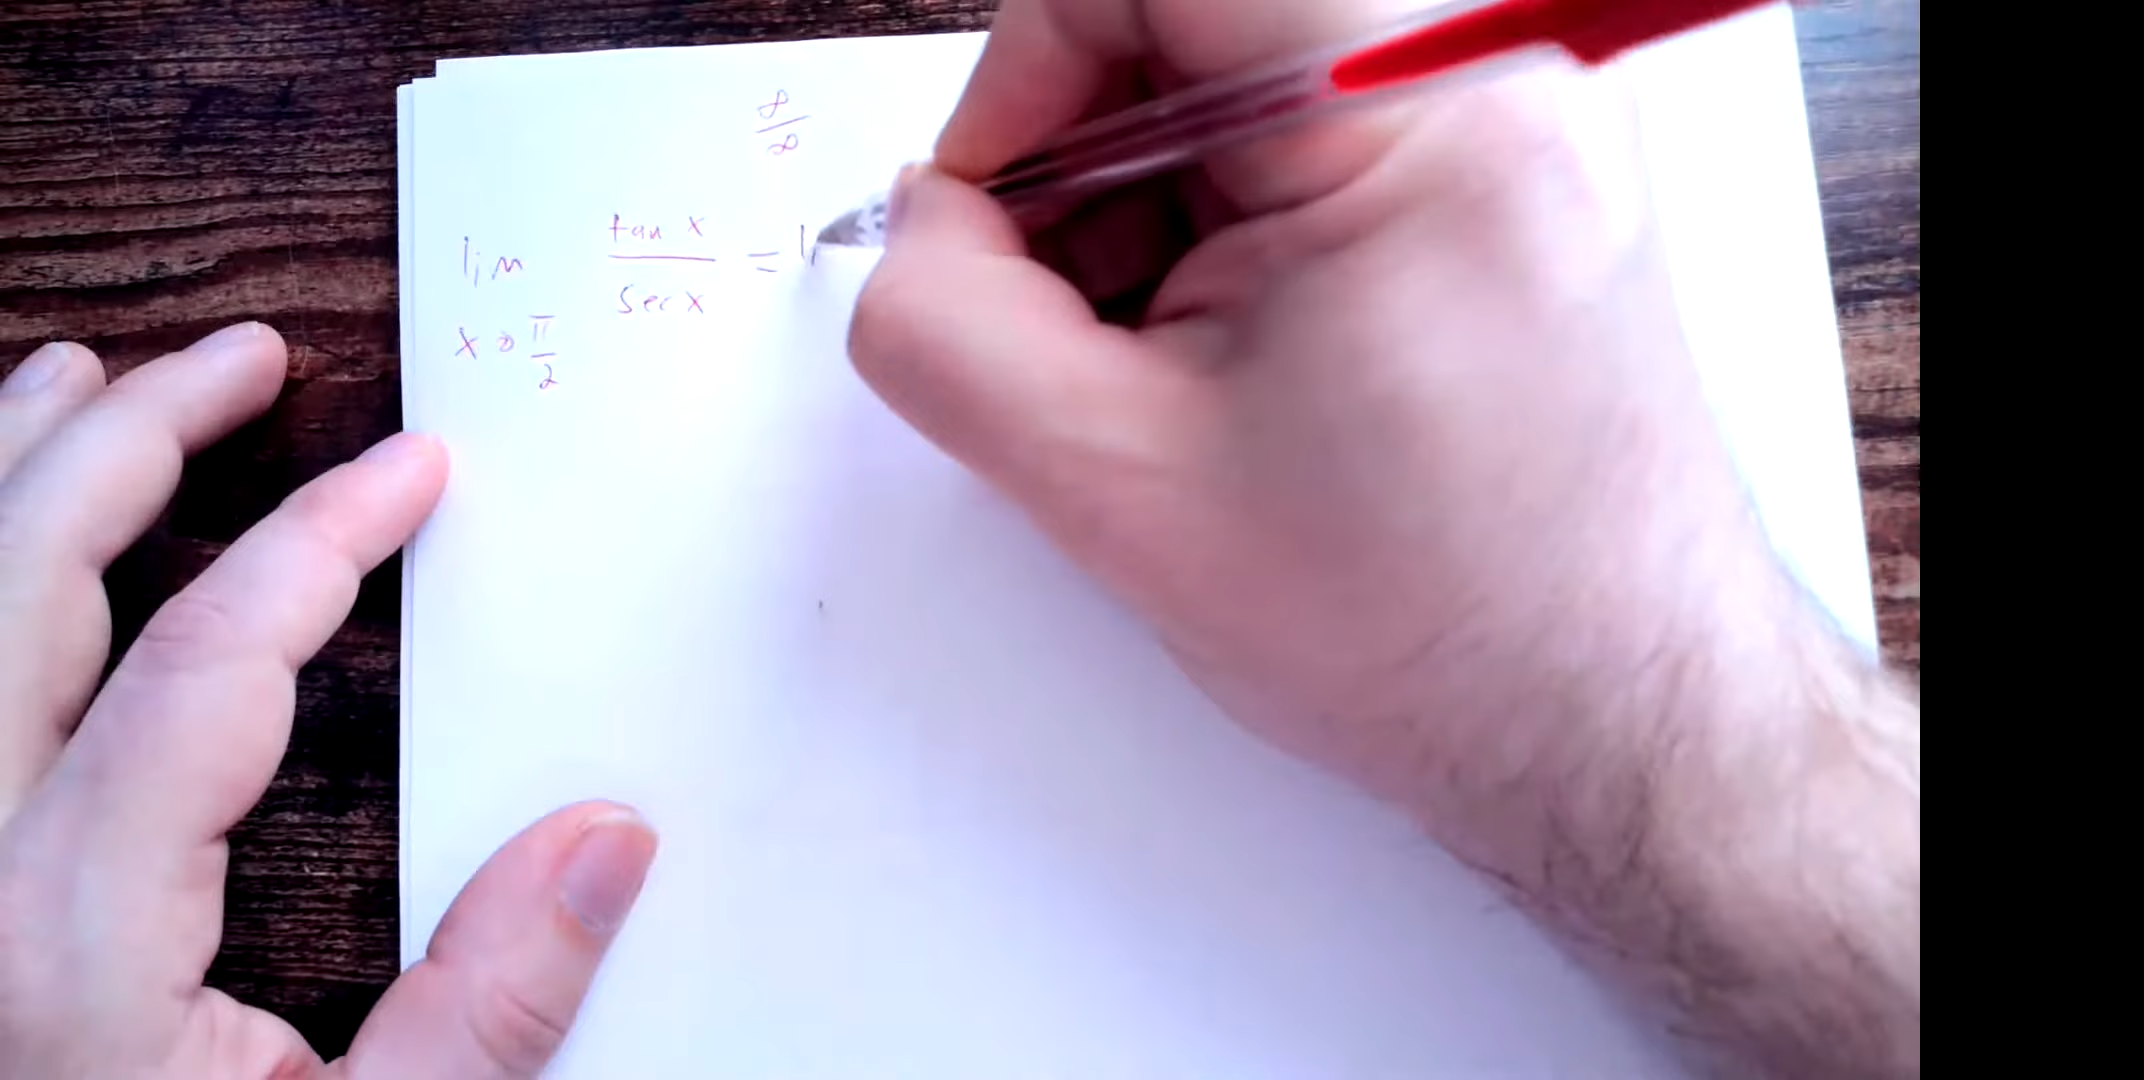 ∞/∞
lim tan x / sec x = li
x → π/2